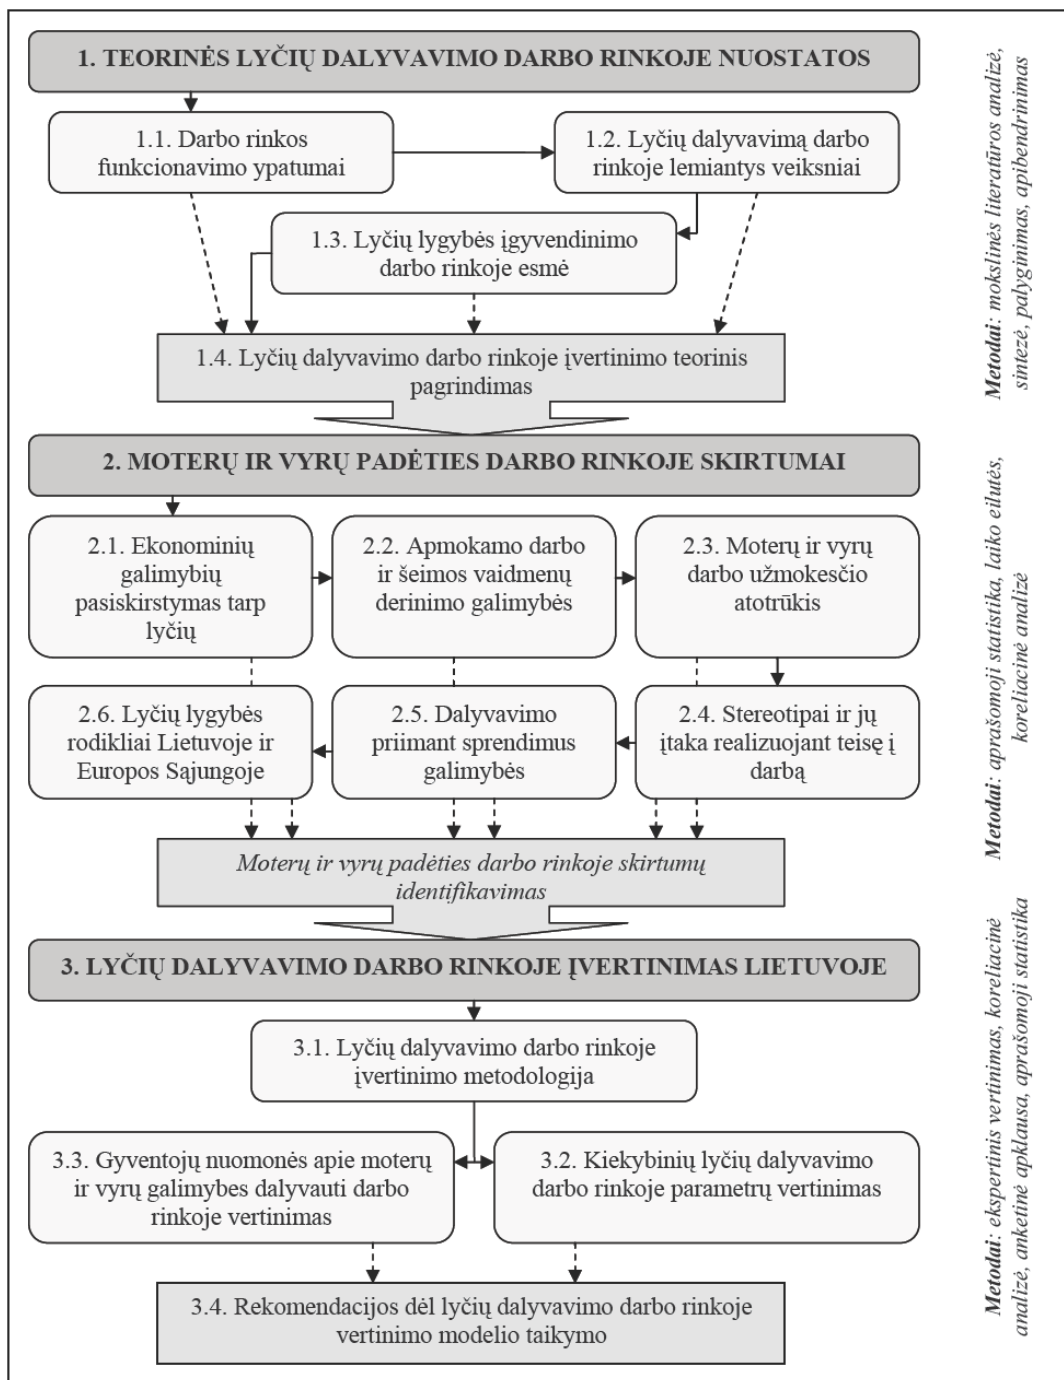 1. TEORINĖS LYČIŲ DALYVAVIMO DARBO RINKOJE NUOSTATOS
1.1. Darbo rinkos
funkcionavimo ypatumai
1.2. Lyčių dalyvavimą darbo
rinkoje lemiantys veiksniai
1.3. Lyčių lygybės įgyvendinimo
darbo rinkoje esmė
1.4. Lyčių dalyvavimo darbo rinkoje įvertinimo teorinis
pagrindimas
Metodai: mokslinės literatūros analizė,
sintezė, palyginimas, apibendrinimas
2. MOTERŲ IR VYRŲ PADĖTIES DARBO RINKOJE SKIRTUMAI
2.1. Ekonominių
galimybių
pasiskirstymas tarp
lyčių
2.2. Apmokamo darbo
ir šeimos vaidmenų
derinimo galimybės
2.3. Moterų ir vyrų
darbo užmokesčio
atotrūkis
2.6. Lyčių lygybės
rodikliai Lietuvoje ir
Europos Sąjungoje
2.5. Dalyvavimo
priimant sprendimus
galimybės
2.4. Stereotipai ir jų
įtaka realizuojant teisę į
darbą
Moterų ir vyrų padėties darbo rinkoje skirtumų
identifikavimas
Metodai: aprašomoji statistika, laiko eilutės,
koreliacinė analizė
3. LYČIŲ DALYVAVIMO DARBO RINKOJE ĮVERTINIMAS LIETUVOJE
3.1. Lyčių dalyvavimo darbo rinkoje
įvertinimo metodologija
3.3. Gyventojų nuomonės apie moterų
ir vyrų galimybes dalyvauti darbo
rinkoje vertinimas
3.2. Kiekybinių lyčių dalyvavimo
darbo rinkoje parametrų vertinimas
3.4. Rekomendacijos dėl lyčių dalyvavimo darbo rinkoje
vertinimo modelio taikymo
Metodai: ekspertinis vertinimas, koreliacinė
analizė, anketinė apklausa, aprašomoji statistika